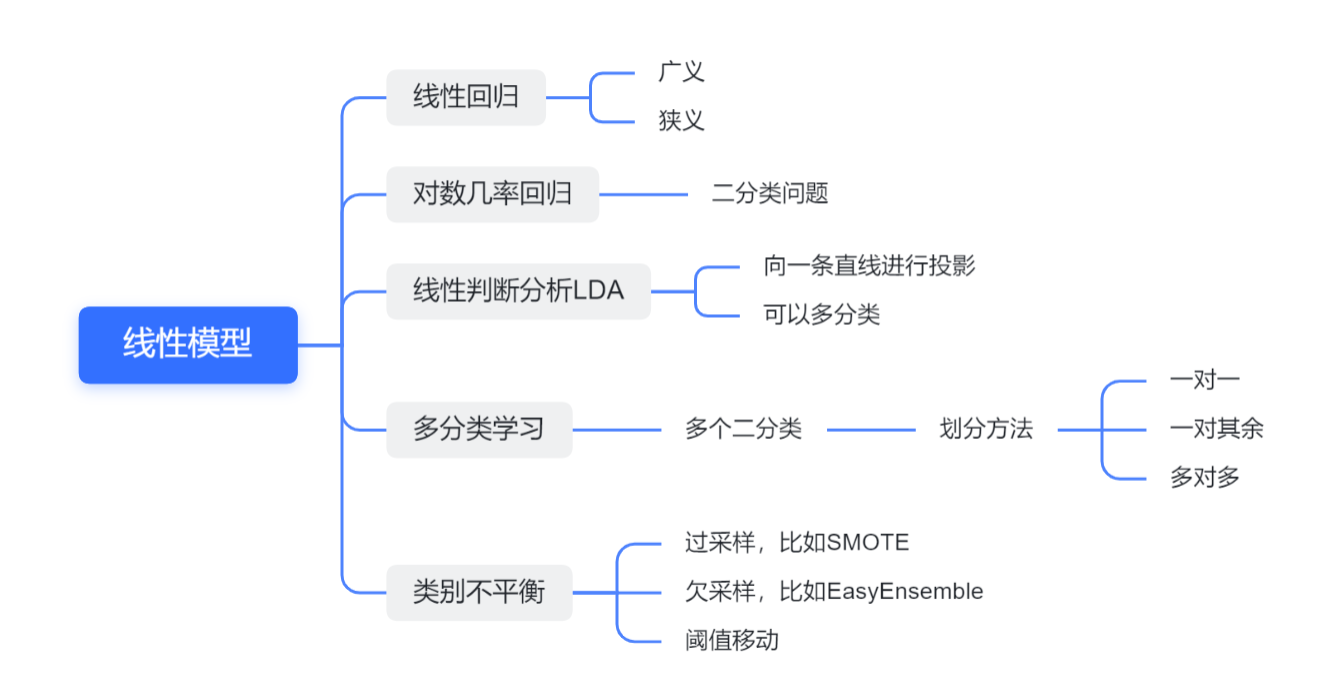 线性模型
线性回归
广义
狭义
对数几率回归
二分类问题
线性判断分析LDA
向一条直线进行投影
可以多分类
多分类学习
多个二分类
划分方法
一对一
一对其余
多对多
类别不平衡
过采样，比如SMOTE
欠采样，比如EasyEnsemble
阈值移动